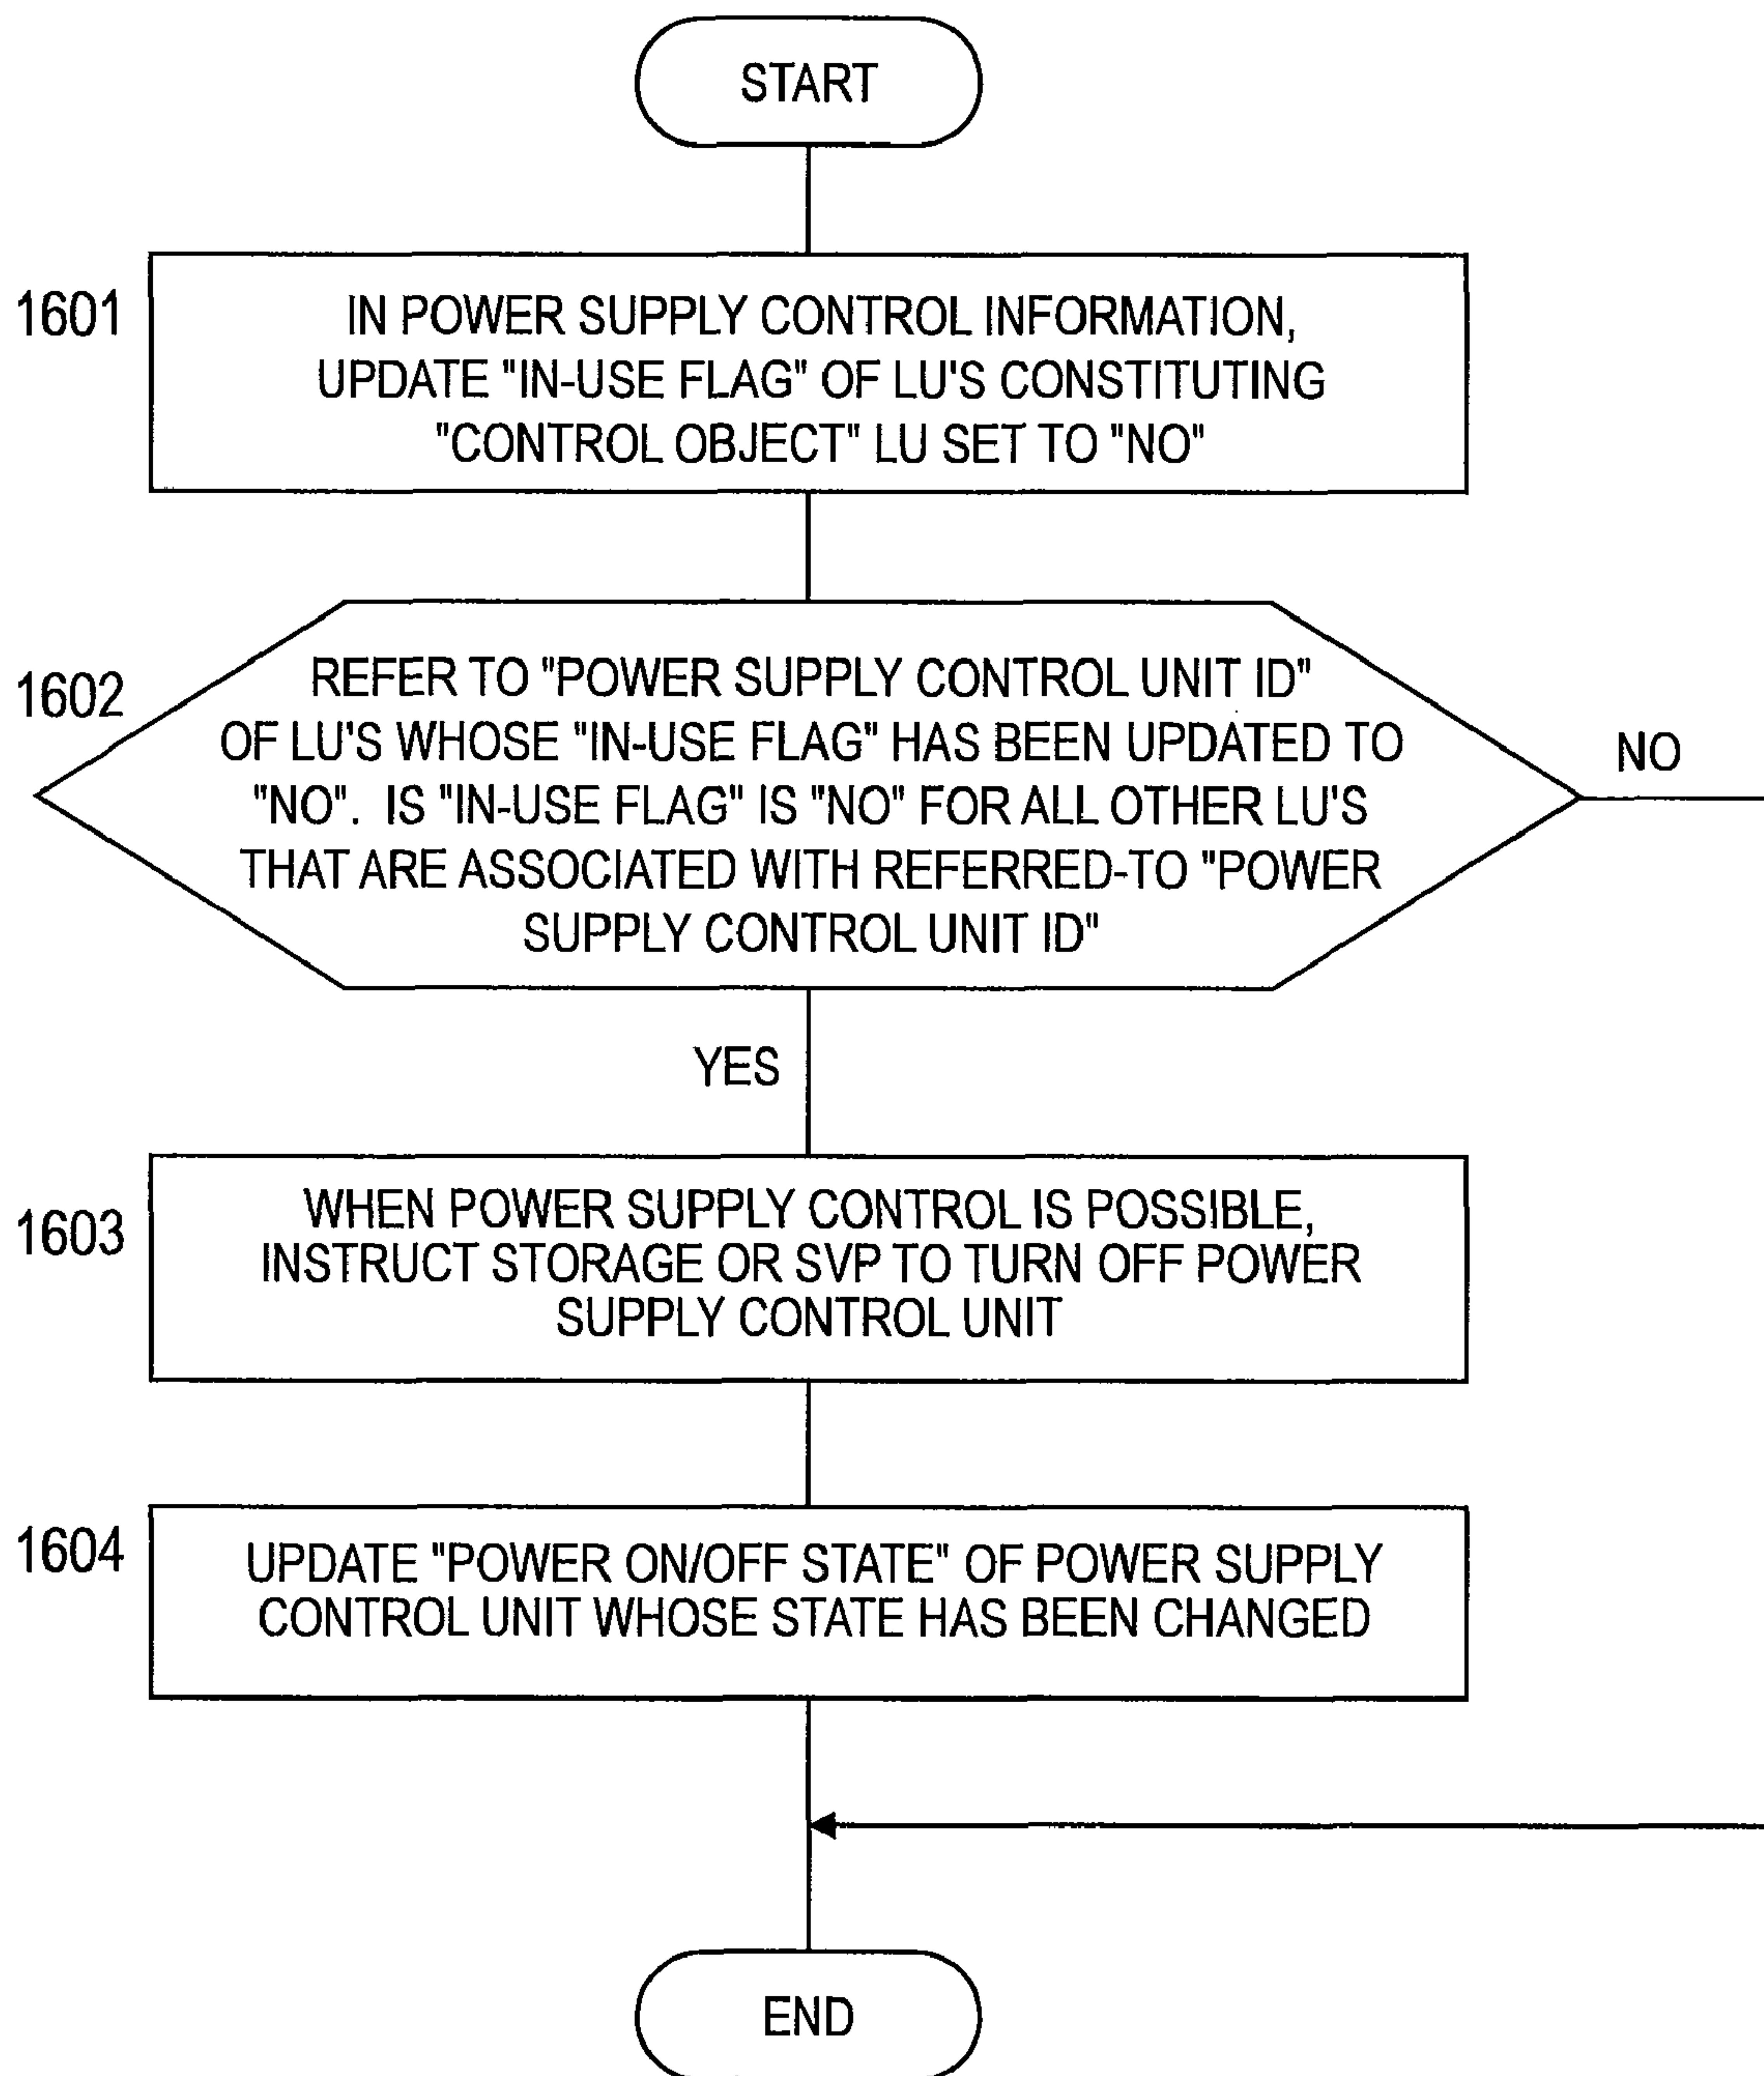 START
1601
IN POWER SUPPLY CONTROL INFORMATION,
UPDATE "IN-USE FLAG" OF LU'S CONSTITUTING
"CONTROL OBJECT" LU SET TO "NO"
1602
REFER TO "POWER SUPPLY CONTROL UNIT ID"
OF LU'S WHOSE "IN-USE FLAG" HAS BEEN UPDATED TO
"NO". IS "IN-USE FLAG" IS "NO" FOR ALL OTHER LU'S
THAT ARE ASSOCIATED WITH REFERRED-TO "POWER
SUPPLY CONTROL UNIT ID"
NO
YES
1603
WHEN POWER SUPPLY CONTROL IS POSSIBLE,
INSTRUCT STORAGE OR SVP TO TURN OFF POWER
SUPPLY CONTROL UNIT
1604
UPDATE "POWER ON/OFF STATE" OF POWER SUPPLY
CONTROL UNIT WHOSE STATE HAS BEEN CHANGED
END